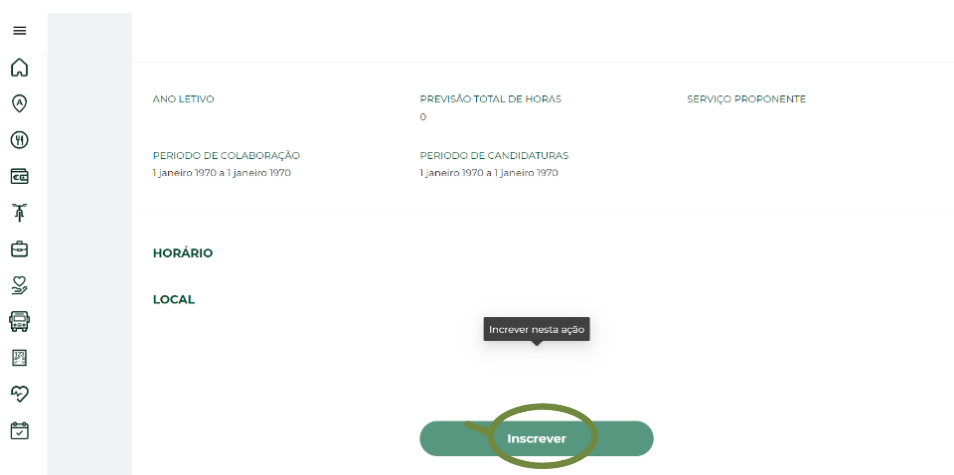 ANO LETIVO
PREVISÃO TOTAL DE HORAS
SERVIÇO PROPONENTE
0
PERIODO DE COLABORAÇÃO
PERIODO DE CANDIDATURAS
1 janeiro 1970 a 1 janeiro 1970
1 janeiro 1970 a 1 janeiro 1970
HORÁRIO
LOCAL
Increver nesta ação
Inscrever